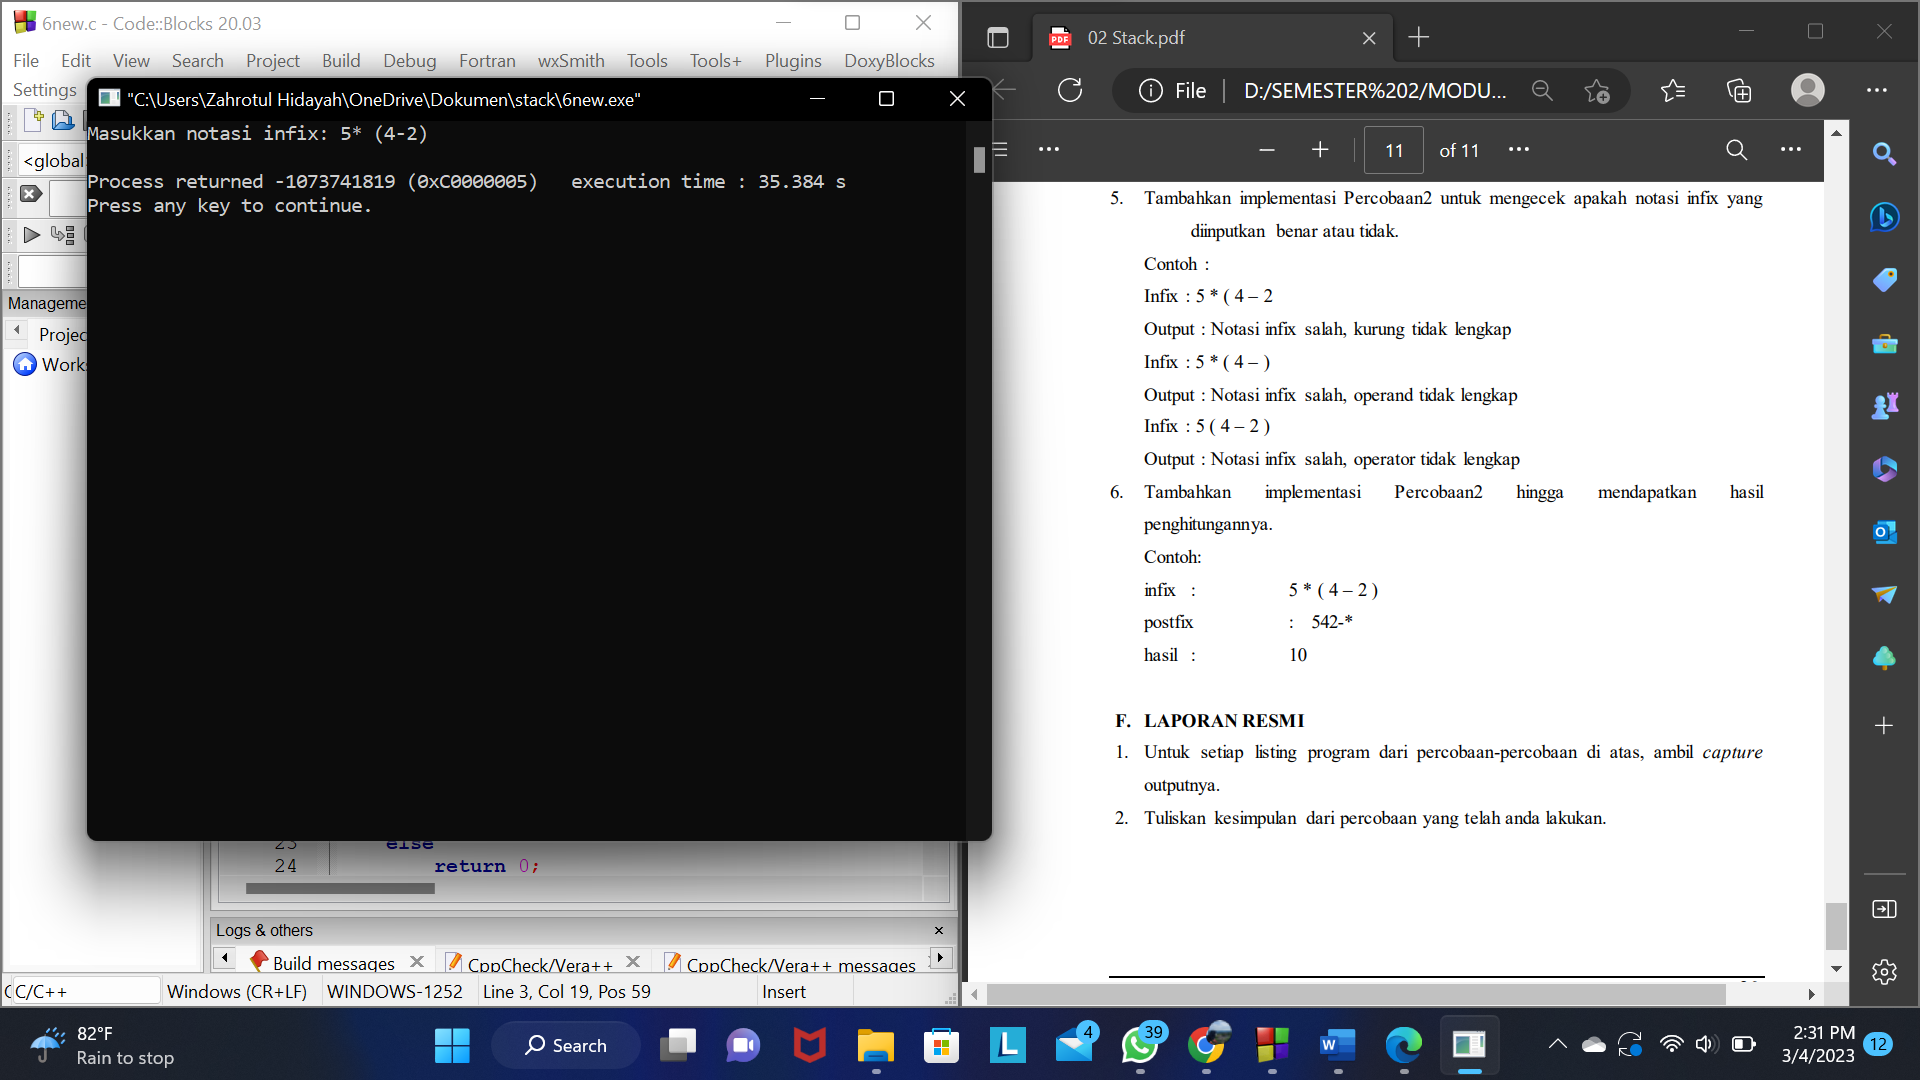 6new.c - Code::Blocks 20.03
File Edit View Search Project Build Debug Fortran wxSmith Tools Tools+ Plugins DoxyBlocks
Settings
"C:\Users\Zahrotul Hidayah\OneDrive\Dokumen\stack\6new.exe"
Masukkan notasi infix: 5* (4-2)
Process returned -1073741819 (0xC0000005)   execution time : 35.384 s
Press any key to continue.
<global
Manageme
Projec
Works
23 else
24 return 0;
Logs & others
Build messages
CppCheck/Vera++
CppCheck/Vera++ messages
C/C++
Windows (CR+LF)
WINDOWS-1252
Line 3, Col 19, Pos 59
Insert
PDF
02 Stack.pdf
File
D:/SEMESTER%202/MODU...
11 of 11
5. Tambahkan implementasi Percobaan2 untuk mengecek apakah notasi infix yang
diinputkan benar atau tidak.
Contoh :
Infix : 5 * ( 4 – 2
Output : Notasi infix salah, kurung tidak lengkap
Infix : 5 * ( 4 – )
Output : Notasi infix salah, operand tidak lengkap
Infix : 5 ( 4 – 2 )
Output : Notasi infix salah, operator tidak lengkap
6. Tambahkan implementasi Percobaan2 hingga mendapatkan hasil
penghitungannya.
Contoh:
infix : 5 * ( 4 – 2 )
postfix : 542-*
hasil : 10
F. LAPORAN RESMI
1. Untuk setiap listing program dari percobaan-percobaan di atas, ambil capture
outputnya.
2. Tuliskan kesimpulan dari percobaan yang telah anda lakukan.
82°F
Rain to stop
Search
4
39
2:31 PM
3/4/2023
12